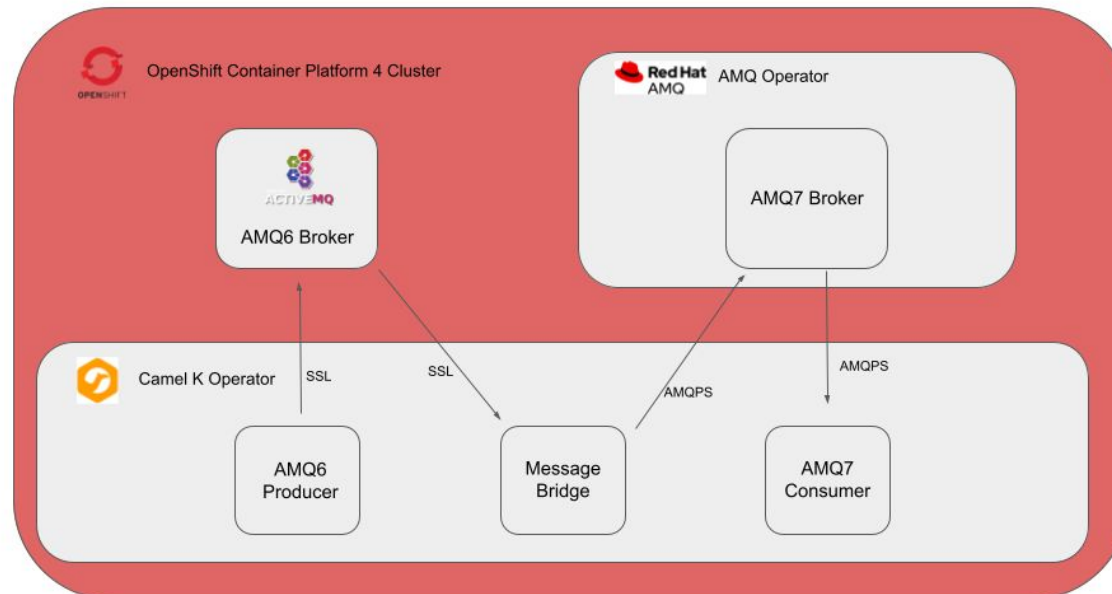 OPENSHIFT
OpenShift Container Platform 4 Cluster
Red Hat
AMQ
AMQ Operator
ACTIVEMQ
AMQ6 Broker
AMQ7 Broker
Camel K Operator
SSL
SSL
AMQPS
AMQPS
AMQ6
Producer
Message
Bridge
AMQ7
Consumer